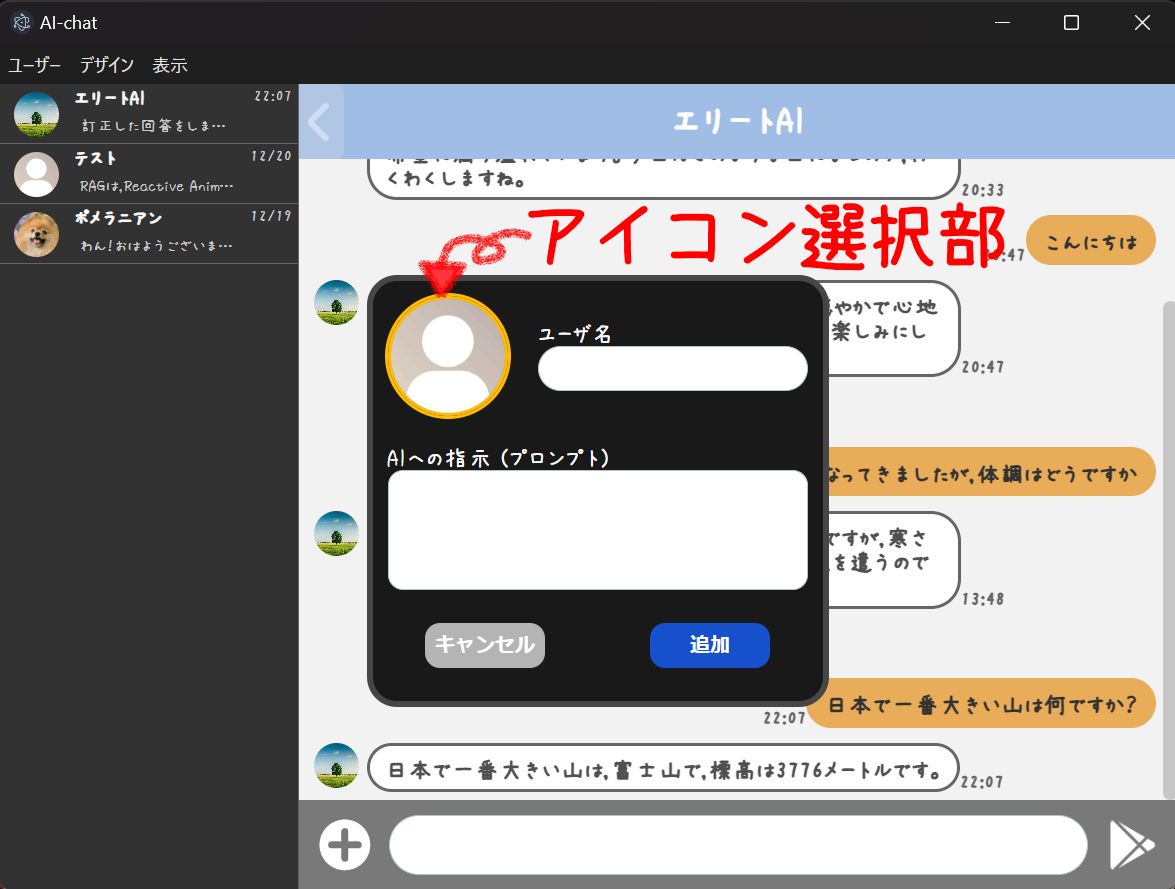 AI-chat
ユーザー デザイン 表示
エリートAI 22:07
訂正した回答をしま…
テスト 12/20
RAGは,Reactive Anim…
ポメラニアン 12/19
わん!おはようございま…
エリートAI
くわくしますね。
20:33
アイコン選択部
こんにちは
:47
やかで心地
楽しみにし
20:47
ユーザ名
AIへの指示(プロンプト)
キャンセル
追加
なってきましたが,体調はどうですか
ですが,寒さ
を遣うので
13:48
日本で一番大きい山は何ですか?
22:07
日本で一番大きい山は,富士山で,標高は3776メートルです。
22:07